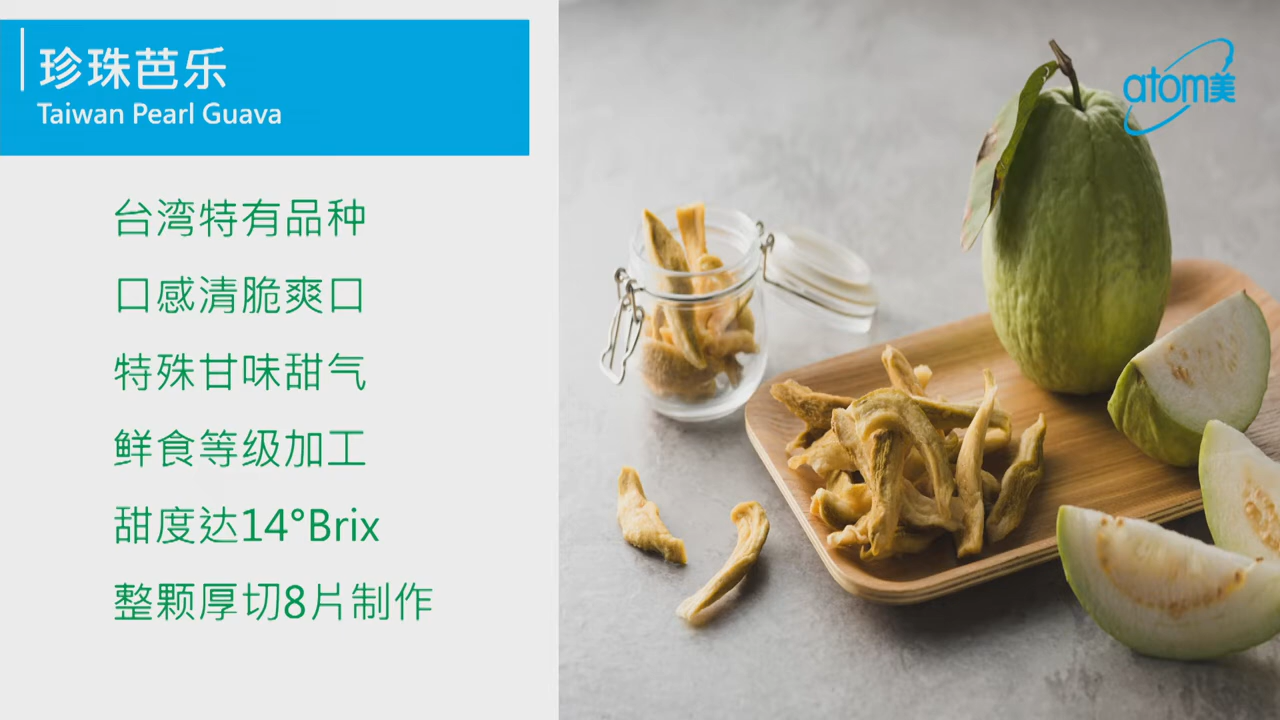 珍珠芭乐
Taiwan Pearl Guava
atom美
台湾特有品种
口感清脆爽口
特殊甘味甜气
鲜食等级加工
甜度达14°Brix
整颗厚切8片制作